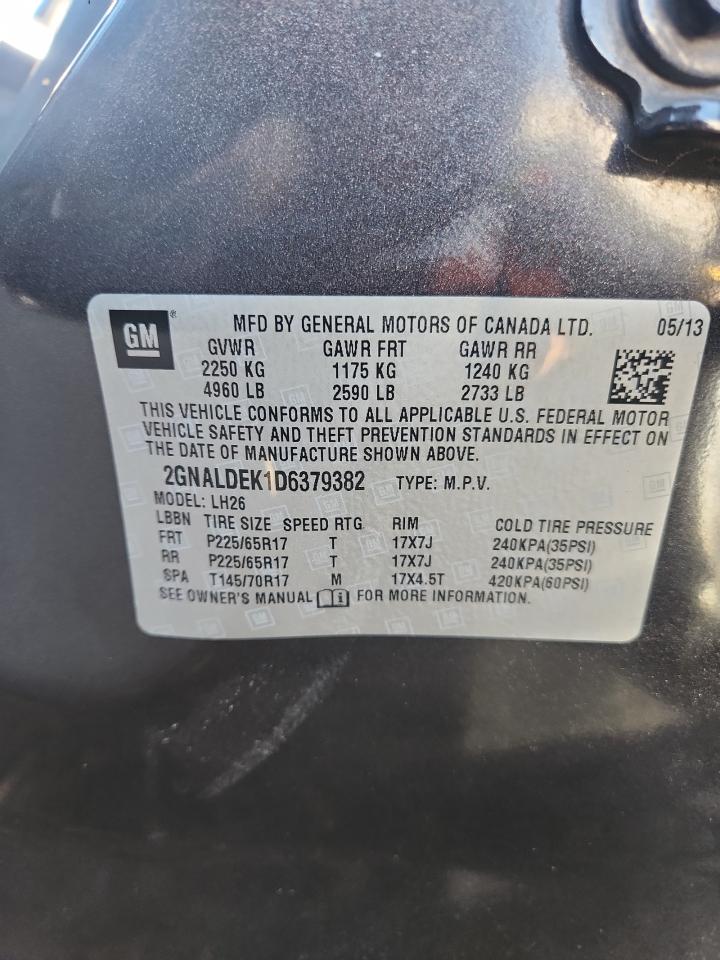 GM® MFD BY GENERAL MOTORS OF CANADA LTD. 05/13
GVWR GAWR FRT GAWR RR
2250 KG 1175 KG 1240 KG
4960 LB 2590 LB 2733 LB
THIS VEHICLE CONFORMS TO ALL APPLICABLE U.S. FEDERAL MOTOR
VEHICLE SAFETY AND THEFT PREVENTION STANDARDS IN EFFECT ON
THE DATE OF MANUFACTURE SHOWN ABOVE.
2GNALDEK1D6379382 TYPE: M.P.V.
MODEL: LH26
LBBN TIRE SIZE SPEED RTG RIM COLD TIRE PRESSURE
FRT P225/65R17 T 17X7J 240KPA(35PSI)
RR P225/65R17 T 17X7J 240KPA(35PSI)
SPA T145/70R17 M 17X4.5T 420KPA(60PSI)
SEE OWNER'S MANUAL i FOR MORE INFORMATION.